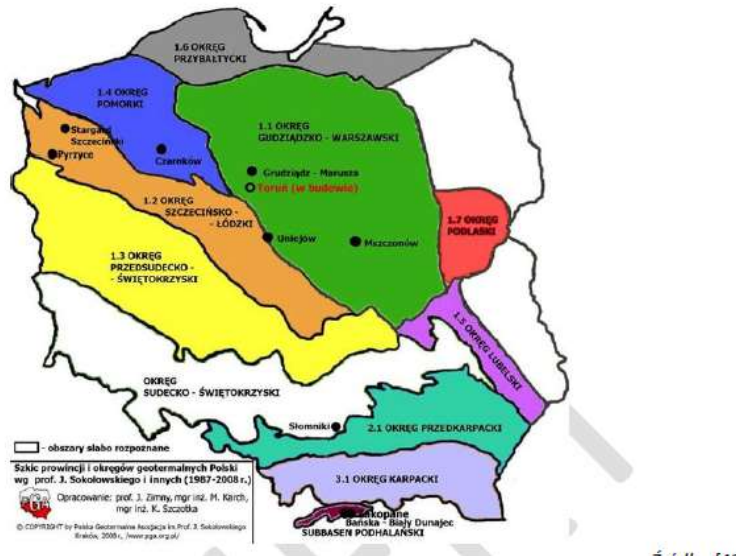 1.6 OKRĘG
PRZYBAŁTYCKI
1.4 OKRĘG
POMORKI
1.1 OKRĘG
GUDZIĄDZKO - WARSZAWSKI
Stargard
Szczeciński
Pyrzyce
Czarnków
Grudziądz - Marusza
Toruń (w budowie)
1.2 OKRĘG
SZCZECIŃSKO -
- ŁÓDZKI
1.7 OKRĘG
PODLASKI
Uniejów
Mszczonów
1.3 OKRĘG
PRZEDSUDECKO -
- ŚWIĘTOKRZYSKI
1.5 OKRĘG LUBELSKI
OKRĘG
SUDECKO - ŚWIĘTOKRZYSKI
Słomniki
2.1 OKRĘG PRZEDKARPACKI
- obszary słabo rozpoznane
3.1 OKRĘG KARPACKI
Szkic prowincji i okręgów geotermalnych Polski
wg prof. J. Sokołowskiego i innych (1987-2008 r.)
Opracowanie: prof. J. Zimny, mgr inż. M. Karch,
mgr inż. K. Szczotka
© COPYRIGHT by Polska Geotermalna Asocjacja im.Prof. J. Sokołowskiego
Kraków, 2008r. /www.pga.org.pl/
Zakopane
Bańska - Biały Dunajec
SUBBASEN PODHALAŃSKI